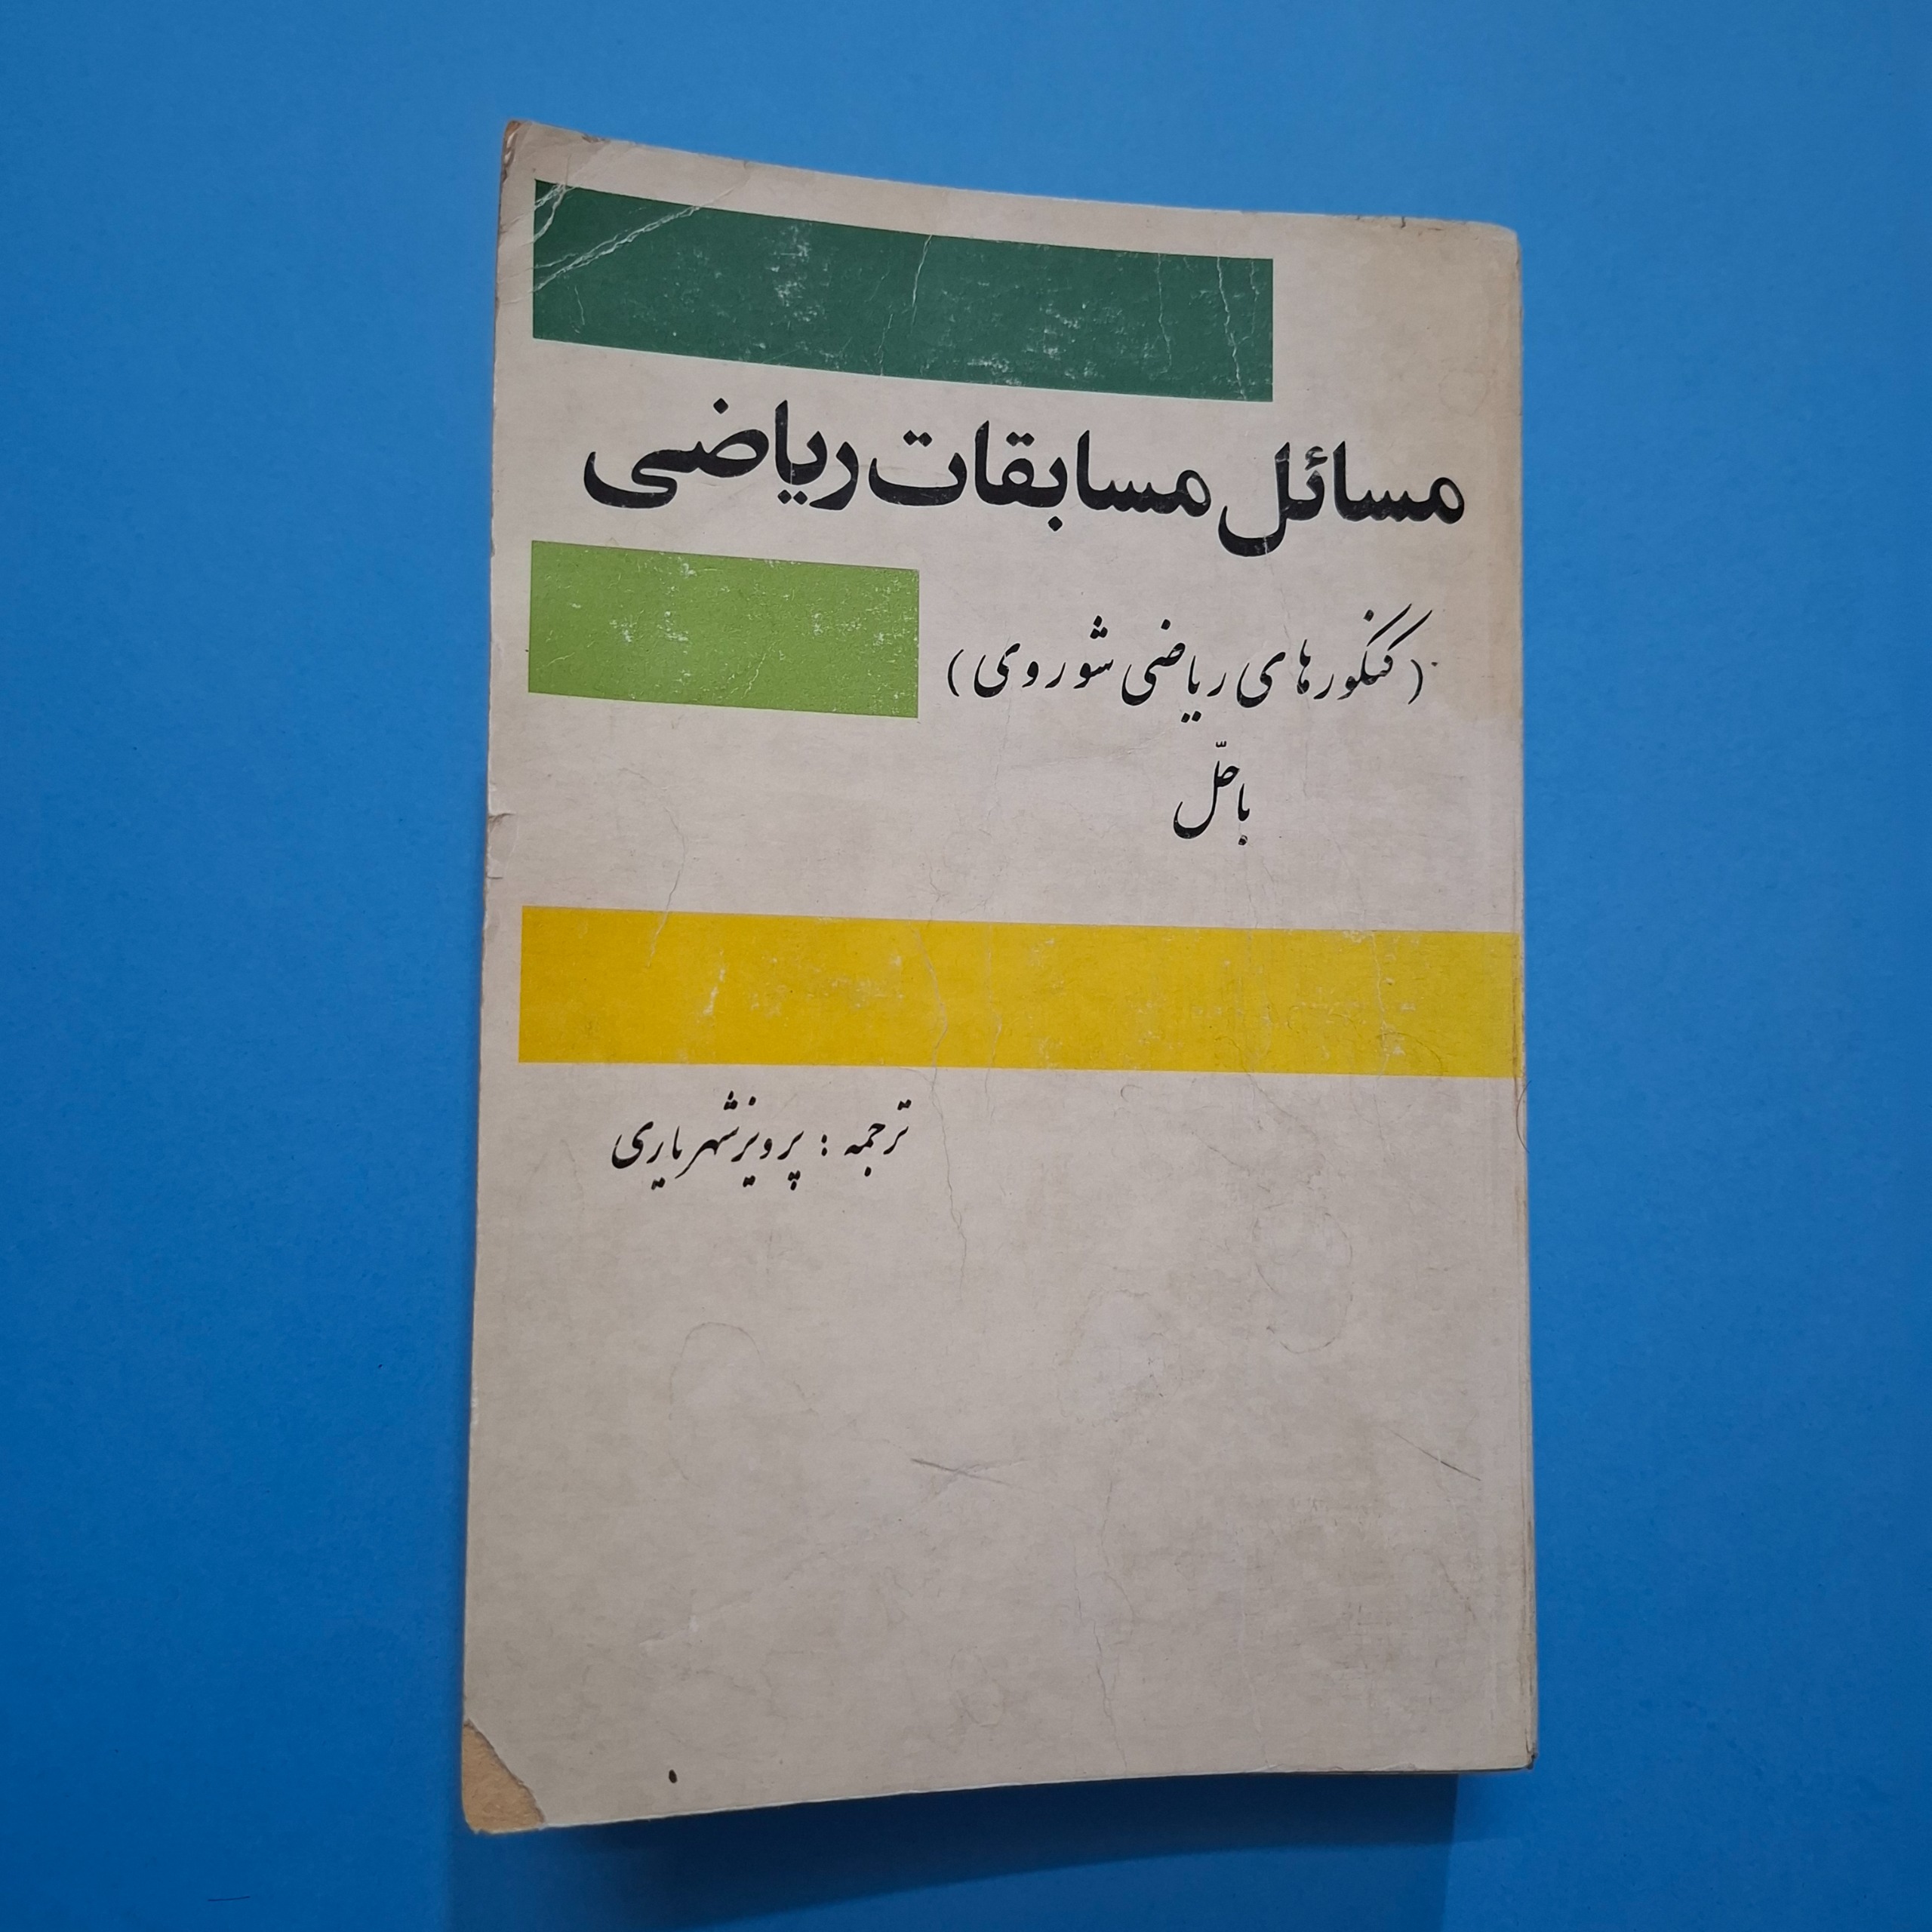 مسائل مسابقات ریاضی
(کنکورهای ریاضی شوروی)
با حلّ
ترجمه : پرویز شهریاری